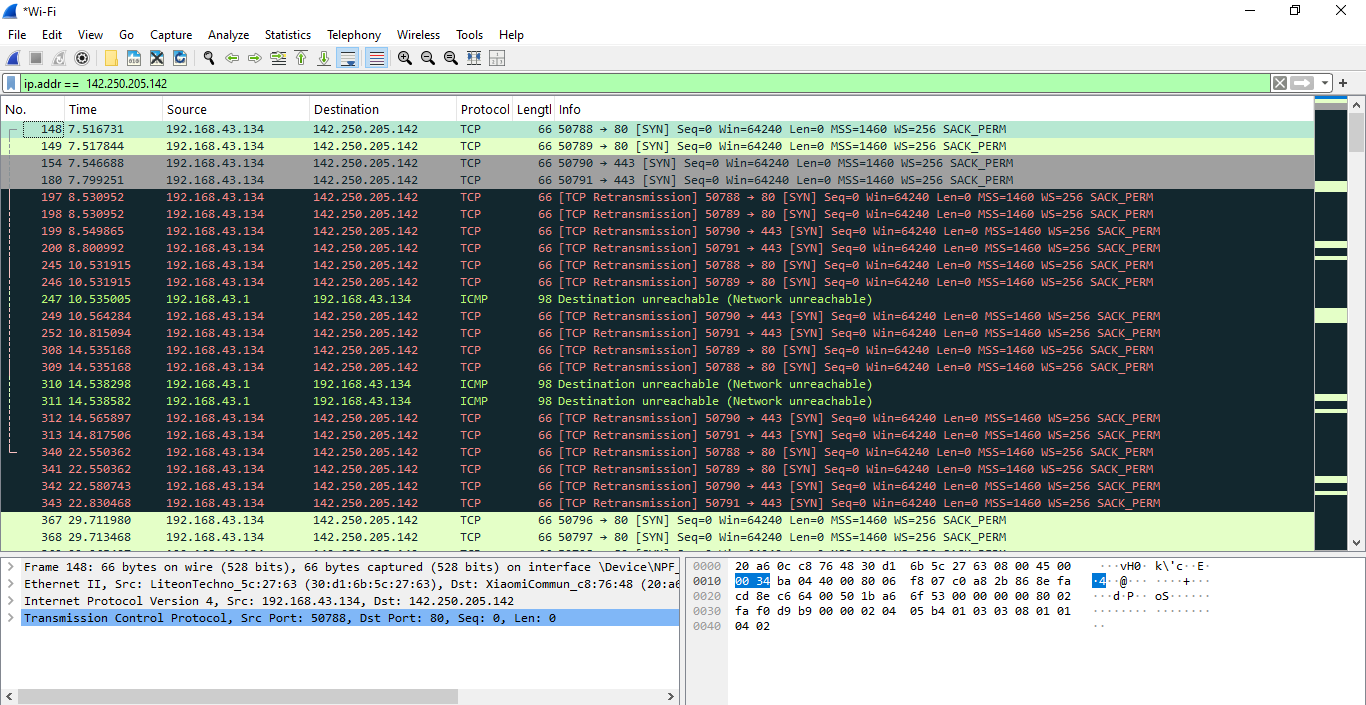 *Wi-Fi
File Edit View Go Capture Analyze Statistics Telephony Wireless Tools Help
ip.addr == 142.250.205.142
No. Time Source Destination Protocol Lengtl Info
148 7.516731 192.168.43.134 142.250.205.142 TCP 66 50788 → 80 [SYN] Seq=0 Win=64240 Len=0 MSS=1460 WS=256 SACK_PERM
149 7.517844 192.168.43.134 142.250.205.142 TCP 66 50789 → 80 [SYN] Seq=0 Win=64240 Len=0 MSS=1460 WS=256 SACK_PERM
154 7.546688 192.168.43.134 142.250.205.142 TCP 66 50790 → 443 [SYN] Seq=0 Win=64240 Len=0 MSS=1460 WS=256 SACK_PERM
180 7.799251 192.168.43.134 142.250.205.142 TCP 66 50791 → 443 [SYN] Seq=0 Win=64240 Len=0 MSS=1460 WS=256 SACK_PERM
197 8.530952 192.168.43.134 142.250.205.142 TCP 66 [TCP Retransmission] 50788 → 80 [SYN] Seq=0 Win=64240 Len=0 MSS=1460 WS=256 SACK_PERM
198 8.530952 192.168.43.134 142.250.205.142 TCP 66 [TCP Retransmission] 50789 → 80 [SYN] Seq=0 Win=64240 Len=0 MSS=1460 WS=256 SACK_PERM
199 8.549865 192.168.43.134 142.250.205.142 TCP 66 [TCP Retransmission] 50790 → 443 [SYN] Seq=0 Win=64240 Len=0 MSS=1460 WS=256 SACK_PERM
200 8.800992 192.168.43.134 142.250.205.142 TCP 66 [TCP Retransmission] 50791 → 443 [SYN] Seq=0 Win=64240 Len=0 MSS=1460 WS=256 SACK_PERM
245 10.531915 192.168.43.134 142.250.205.142 TCP 66 [TCP Retransmission] 50788 → 80 [SYN] Seq=0 Win=64240 Len=0 MSS=1460 WS=256 SACK_PERM
246 10.531915 192.168.43.134 142.250.205.142 TCP 66 [TCP Retransmission] 50789 → 80 [SYN] Seq=0 Win=64240 Len=0 MSS=1460 WS=256 SACK_PERM
247 10.535005 192.168.43.1 192.168.43.134 ICMP 98 Destination unreachable (Network unreachable)
249 10.564284 192.168.43.134 142.250.205.142 TCP 66 [TCP Retransmission] 50790 → 443 [SYN] Seq=0 Win=64240 Len=0 MSS=1460 WS=256 SACK_PERM
252 10.815094 192.168.43.134 142.250.205.142 TCP 66 [TCP Retransmission] 50791 → 443 [SYN] Seq=0 Win=64240 Len=0 MSS=1460 WS=256 SACK_PERM
308 14.535168 192.168.43.134 142.250.205.142 TCP 66 [TCP Retransmission] 50789 → 80 [SYN] Seq=0 Win=64240 Len=0 MSS=1460 WS=256 SACK_PERM
309 14.535168 192.168.43.134 142.250.205.142 TCP 66 [TCP Retransmission] 50788 → 80 [SYN] Seq=0 Win=64240 Len=0 MSS=1460 WS=256 SACK_PERM
310 14.538298 192.168.43.1 192.168.43.134 ICMP 98 Destination unreachable (Network unreachable)
311 14.538582 192.168.43.1 192.168.43.134 ICMP 98 Destination unreachable (Network unreachable)
312 14.565897 192.168.43.134 142.250.205.142 TCP 66 [TCP Retransmission] 50790 → 443 [SYN] Seq=0 Win=64240 Len=0 MSS=1460 WS=256 SACK_PERM
313 14.817506 192.168.43.134 142.250.205.142 TCP 66 [TCP Retransmission] 50791 → 443 [SYN] Seq=0 Win=64240 Len=0 MSS=1460 WS=256 SACK_PERM
340 22.550362 192.168.43.134 142.250.205.142 TCP 66 [TCP Retransmission] 50788 → 80 [SYN] Seq=0 Win=64240 Len=0 MSS=1460 WS=256 SACK_PERM
341 22.550362 192.168.43.134 142.250.205.142 TCP 66 [TCP Retransmission] 50789 → 80 [SYN] Seq=0 Win=64240 Len=0 MSS=1460 WS=256 SACK_PERM
342 22.580743 192.168.43.134 142.250.205.142 TCP 66 [TCP Retransmission] 50790 → 443 [SYN] Seq=0 Win=64240 Len=0 MSS=1460 WS=256 SACK_PERM
343 22.830468 192.168.43.134 142.250.205.142 TCP 66 [TCP Retransmission] 50791 → 443 [SYN] Seq=0 Win=64240 Len=0 MSS=1460 WS=256 SACK_PERM
367 29.711980 192.168.43.134 142.250.205.142 TCP 66 50796 → 80 [SYN] Seq=0 Win=64240 Len=0 MSS=1460 WS=256 SACK_PERM
368 29.713468 192.168.43.134 142.250.205.142 TCP 66 50797 → 80 [SYN] Seq=0 Win=64240 Len=0 MSS=1460 WS=256 SACK_PERM
Frame 148: 66 bytes on wire (528 bits), 66 bytes captured (528 bits) on interface \Device\NPF_
Ethernet II, Src: LiteonTechno_5c:27:63 (30:d1:6b:5c:27:63), Dst: XiaomiCommun_c8:76:48 (20:a6
Internet Protocol Version 4, Src: 192.168.43.134, Dst: 142.250.205.142
Transmission Control Protocol, Src Port: 50788, Dst Port: 80, Seq: 0, Len: 0
0000 20 a6 0c c8 76 48 30 d1 6b 5c 27 63 08 00 45 00 ···vH0· k\'c··E·
0010 00 34 ba 04 40 00 80 06 f8 07 c0 a8 2b 86 8e fa ·4··@··· ····+···
0020 cd 8e c6 64 00 50 1b a6 6f 53 00 00 00 00 80 02 ···d·P·· oS······
0030 fa f0 d9 b9 00 00 02 04 05 b4 01 03 03 08 01 01 ········ ········
0040 04 02 ··